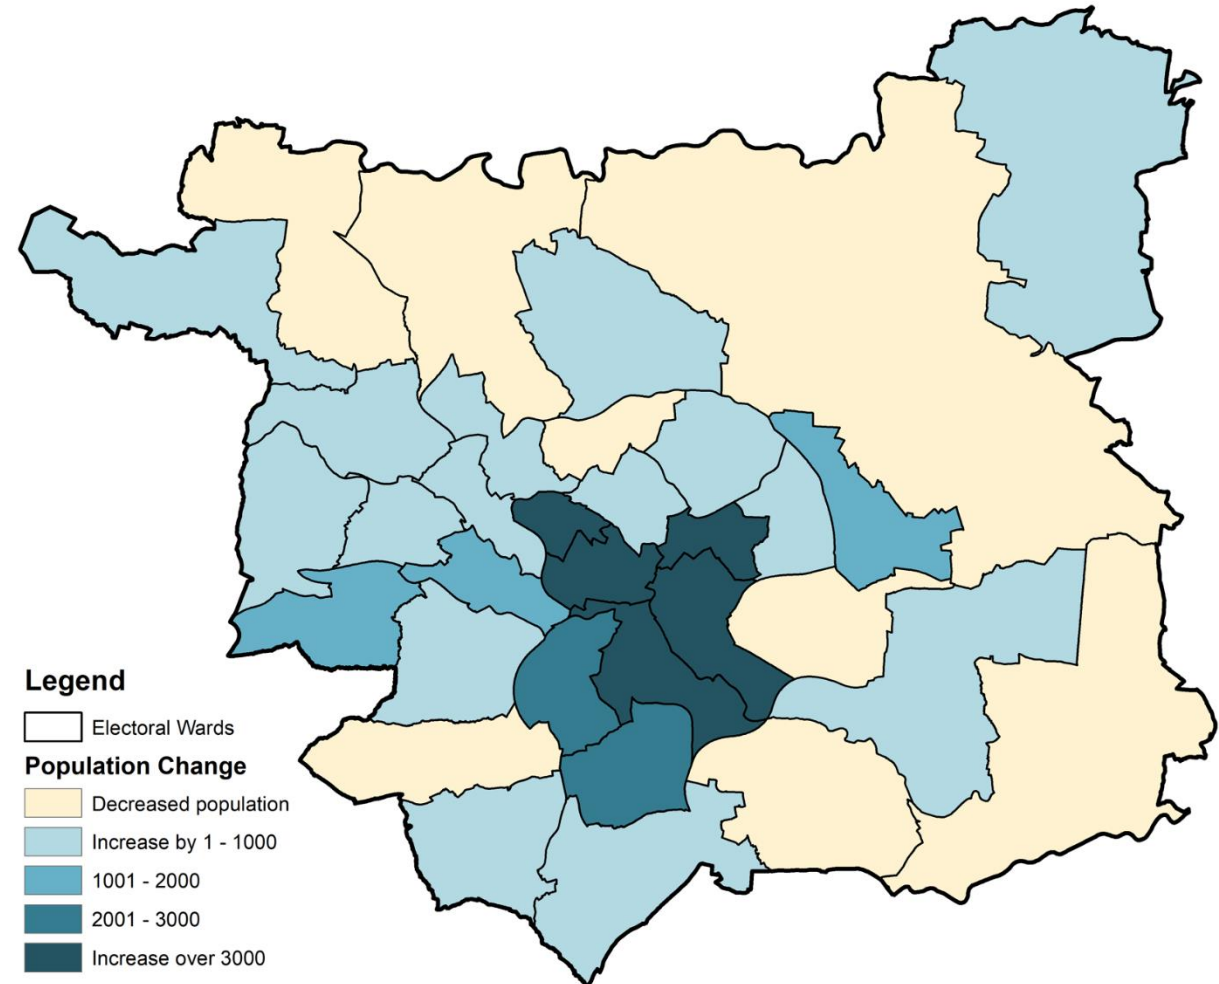 Legend
Electoral Wards
Population Change
Decreased population
Increase by 1 - 1000
1001 - 2000
2001 - 3000
Increase over 3000